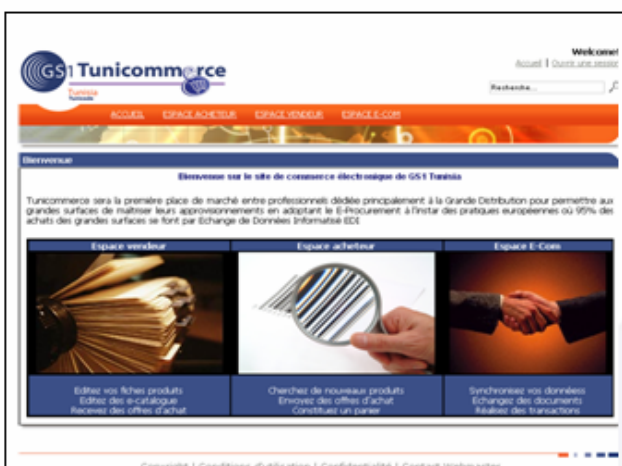 Welcome!
Accueil | Ouvrir une session
GS1 Tunicommerce
Tunisia
Tunisie
Recherche...
ACCUEIL ESPACE ACHETEUR ESPACE VENDEUR ESPACE E-COM
Bienvenue
Bienvenue sur le site de commerce électronique de GS1 Tunisia
Tunicommerce sera la première place de marché entre professionnels dédiée principalement à la Grande Distribution pour permettre aux
grandes surfaces de maîtriser leurs approvisionnements en adoptant le E-Procurement à l'instar des pratiques européennes où 95% des
achats des grandes surfaces se font par Echange de Données Informatisé EDI
Espace vendeur Espace acheteur Espace E-Com
Editez vos fiches produits
Editez des e-catalogue
Recevez des offres d'achat
Cherchez de nouveaux produits
Envoyez des offres d'achat
Constituez un panier
Synchronisez vos donnéess
Echangez des documents
Réalisez des transactions
Copyright | Conditions d'utilisation | Confidentialité | Contact Webmaster